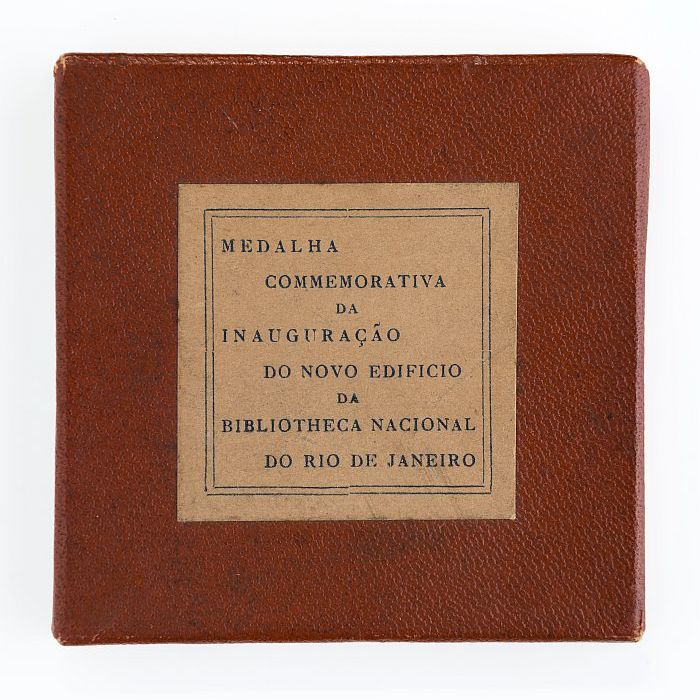 MEDALHA
COMMEMORATIVA
DA
INAUGURAÇÃO
DO NOVO EDIFICIO
DA
BIBLIOTHECA NACIONAL
DO RIO DE JANEIRO